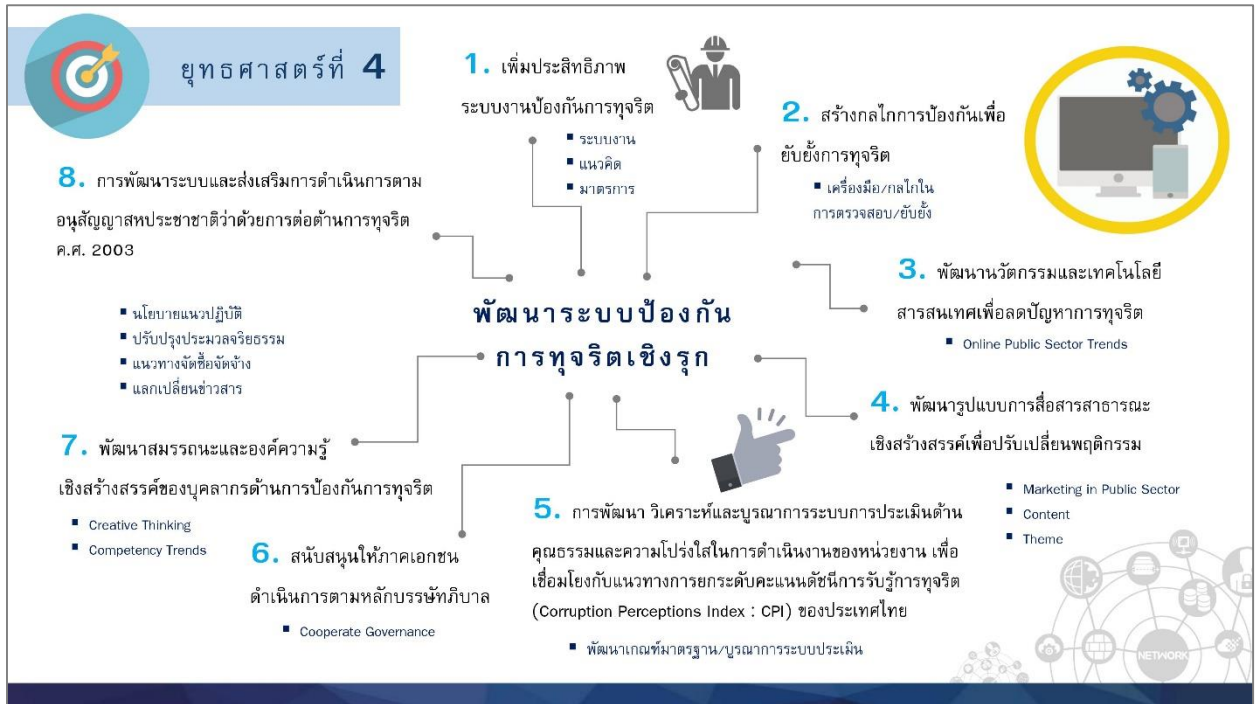 ยุทธศาสตร์ที่ 4
1. เพิ่มประสิทธิภาพ
ระบบงานป้องกันการทุจริต
▪ ระบบงาน
▪ แนวคิด
▪ มาตรการ
2. สร้างกลไกการป้องกันเพื่อ
ยับยั้งการทุจริต
▪ เครื่องมือ/กลไกใน
การตรวจสอบ/ยับยั้ง
3. พัฒนานวัตกรรมและเทคโนโลยี
สารสนเทศเพื่อลดปัญหาการทุจริต
▪ Online Public Sector Trends
4. พัฒนารูปแบบการสื่อสารสาธารณะ
เชิงสร้างสรรค์เพื่อปรับเปลี่ยนพฤติกรรม
▪ Marketing in Public Sector
▪ Content
▪ Theme
5. การพัฒนา วิเคราะห์และบูรณาการระบบการประเมินด้าน
คุณธรรมและความโปร่งใสในการดำเนินงานของหน่วยงาน เพื่อ
เชื่อมโยงกับแนวทางการยกระดับคะแนนดัชนีการรับรู้การทุจริต
(Corruption Perceptions Index : CPI) ของประเทศไทย
▪ พัฒนาเกณฑ์มาตรฐาน/บูรณาการระบบประเมิน
6. สนับสนุนให้ภาคเอกชน
ดำเนินการตามหลักบรรษัทภิบาล
▪ Cooperate Governance
7. พัฒนาสมรรถนะและองค์ความรู้
เชิงสร้างสรรค์ของบุคลากรด้านการป้องกันการทุจริต
▪ Creative Thinking
▪ Competency Trends
8. การพัฒนาระบบและส่งเสริมการดำเนินการตาม
อนุสัญญาสหประชาชาติว่าด้วยการต่อต้านการทุจริต
ค.ศ. 2003
▪ นโยบายแนวปฏิบัติ
▪ ปรับปรุงประมวลจริยธรรม
▪ แนวทางจัดซื้อจัดจ้าง
▪ แลกเปลี่ยนข่าวสาร
พัฒนาระบบป้องกัน
การทุจริตเชิงรุก
NETWORK